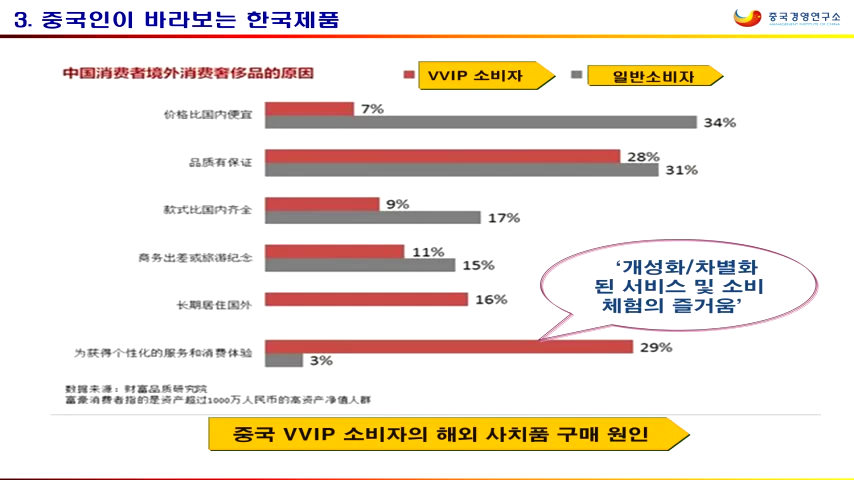 3. 중국인이 바라보는 한국제품
중국경영연구소
MANAGEMENT INSTITUTE OF CHINA
中国消费者境外消费奢侈品的原因
VVIP 소비자
일반소비자
价格比国内便宜
7%
34%
品质有保证
28%
31%
款式比国内齐全
9%
17%
商务出差或旅游纪念
11%
15%
长期居住国外
16%
为获得个性化的服务和消费体验
29%
3%
‘개성화/차별화
된 서비스 및 소비
체험의 즐거움’
数据来源：财富品质研究院
富豪消费者指的是资产超过1000万人民币的高资产净值人群
중국 VVIP 소비자의 해외 사치품 구매 원인